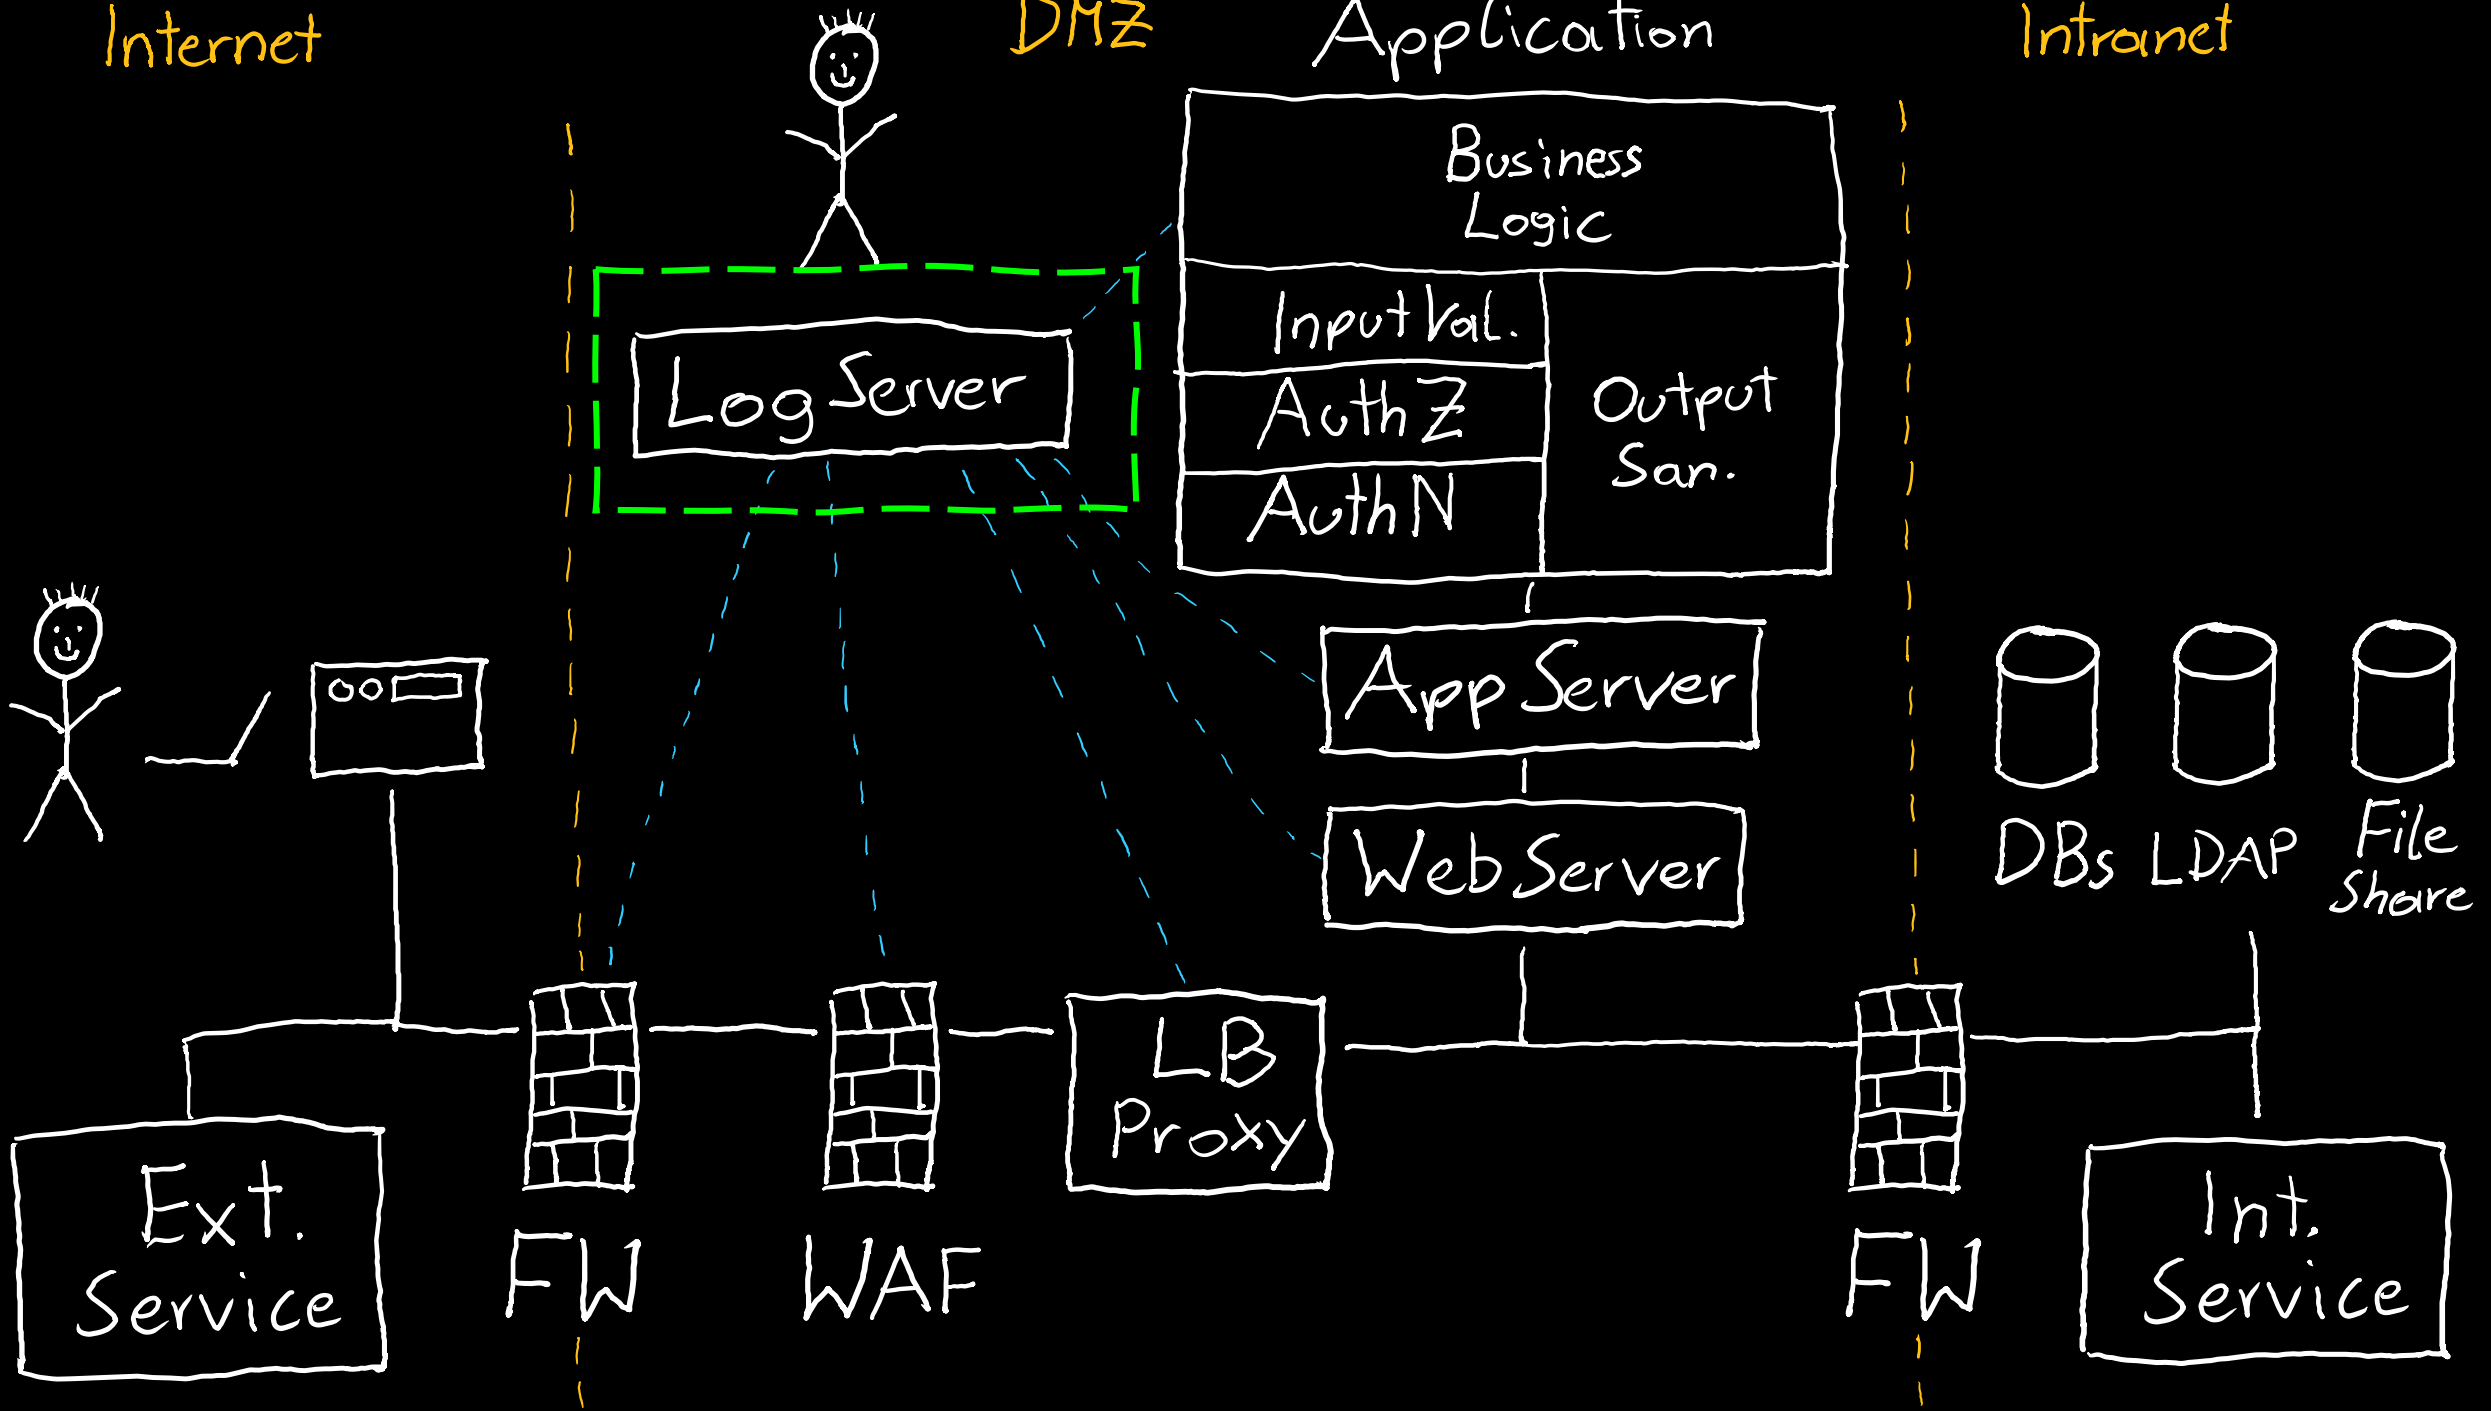 Internet
DMZ
Application
Intranet
Business
Logic
Input Val.
AuthZ
AuthN
Output
San.
Log Server
App Server
Web Server
DBs
LDAP
File
Share
LB
Proxy
Ext.
Service
FW
WAF
FW
Int.
Service